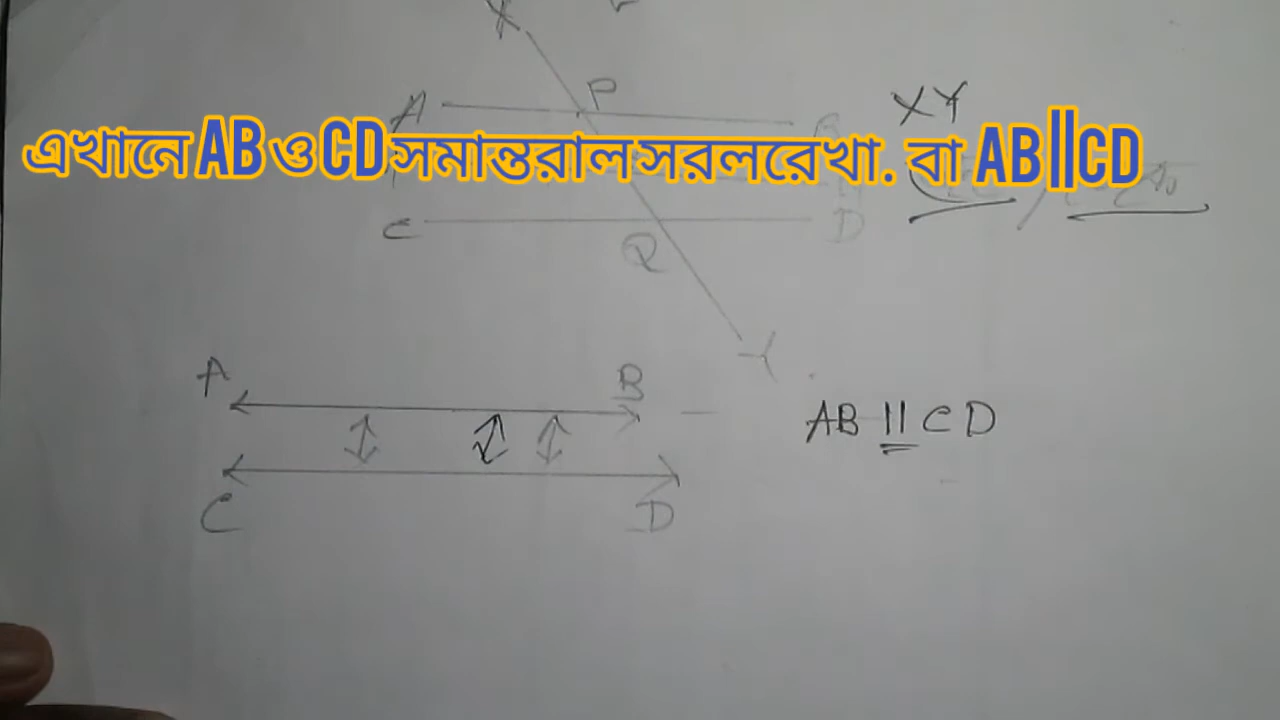 X
P
A
XY
এখানে AB ও CD সমান্তরাল সরলরেখা. বা AB || CD
C
D
Q
Y
A
B
AB || CD
C
D